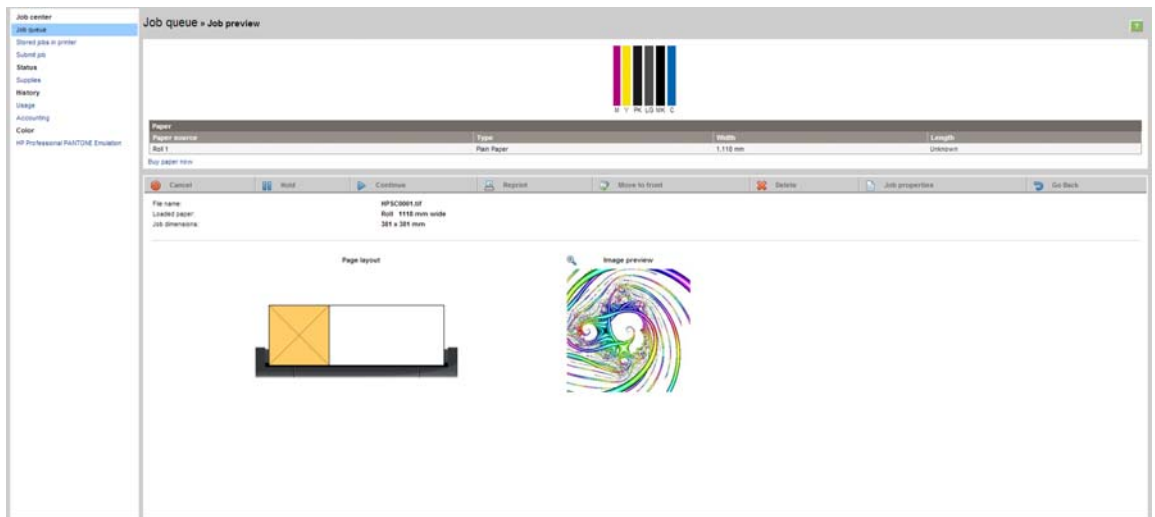 Job center
Job queue
Stored jobs in printer
Submit job
Status
Supplies
History
Usage
Accounting
Color
HP Professional PANTONE Emulation
Job queue » Job preview
?
M Y PK LG MK C
Paper
Paper source Type Width Length
Roll 1 Plain Paper 1,118 mm Unknown
Buy paper now
Cancel Hold Continue Reprint Move to front Delete Job properties Go Back
File name: HPSC0001.tif
Loaded paper: Roll 1118 mm wide
Job dimensions: 381 x 381 mm
Page layout Image preview